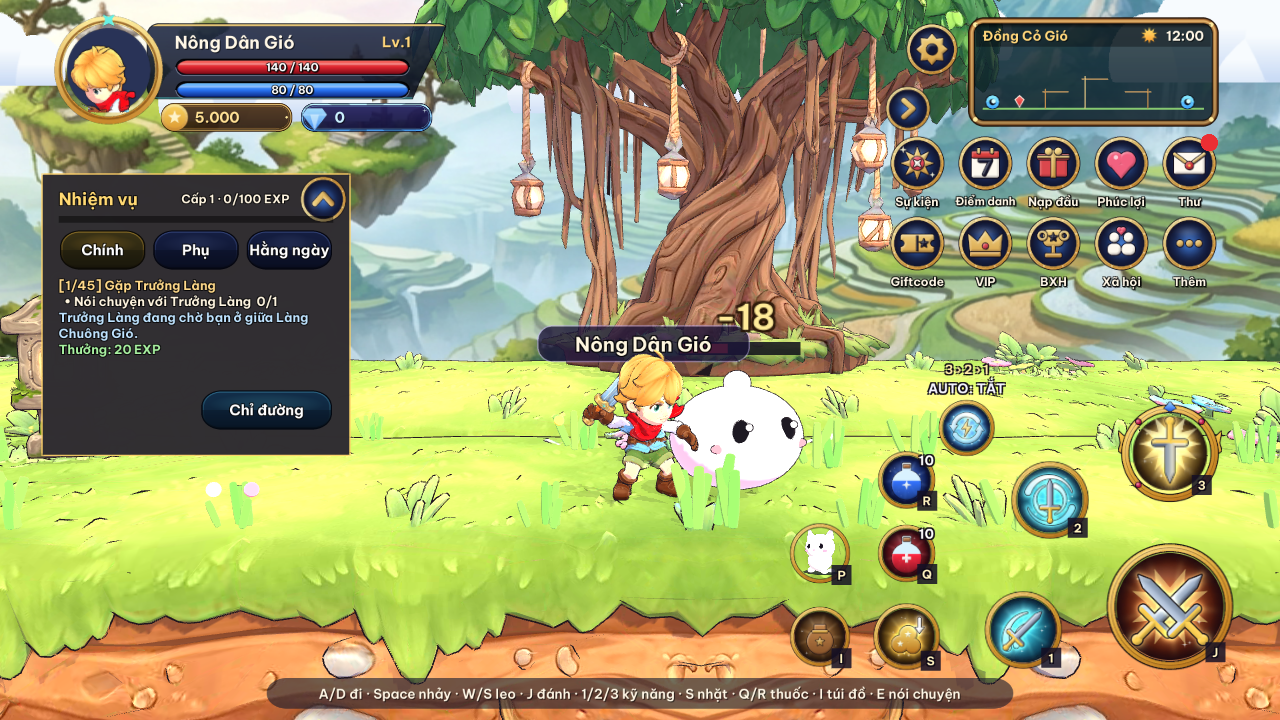 Nông Dân Gió
Lv.1
140 / 140
80 / 80
5.000
0
Đồng Cỏ Gió
12:00
7
Sự kiện
Điểm danh
Nạp đầu
Phúc lợi
Thư
Giftcode
VIP
BXH
Xã hội
Thêm
Nhiệm vụ
Cấp 1 · 0/100 EXP
Chính
Phụ
Hằng ngày
[1/45] Gặp Trưởng Làng
• Nói chuyện với Trưởng Làng 0/1
Trưởng Làng đang chờ bạn ở giữa Làng
Chuông Gió.
Thưởng: 20 EXP
Chỉ đường
-18
Nông Dân Gió
3>2>1
AUTO: TẮT
10
R
3
2
10
Q
P
I
S
1
J
A/D đi · Space nhảy · W/S leo · J đánh · 1/2/3 kỹ năng · S nhặt · Q/R thuốc · I túi đồ · E nói chuyện